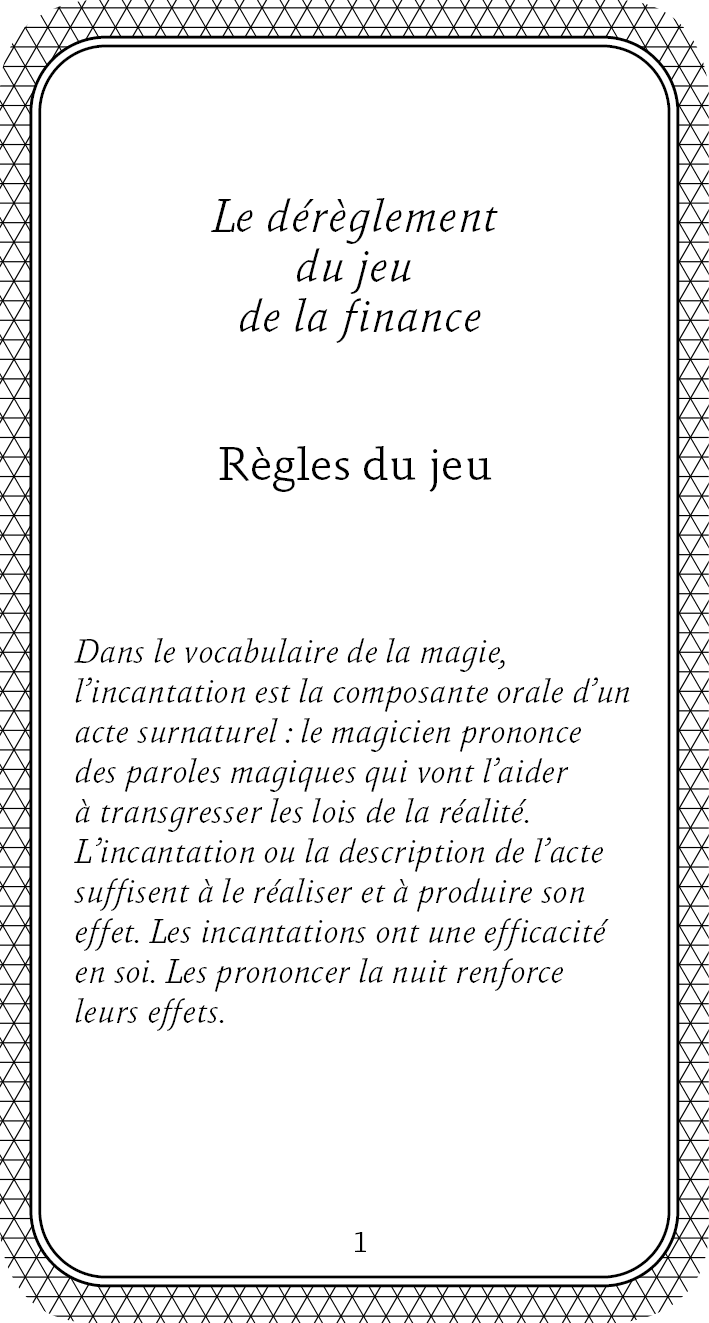 Le dérèglement
du jeu
de la finance
Règles du jeu
Dans le vocabulaire de la magie,
l’incantation est la composante orale d’un
acte surnaturel : le magicien prononce
des paroles magiques qui vont l’aider
à transgresser les lois de la réalité.
L’incantation ou la description de l’acte
suffisent à le réaliser et à produire son
effet. Les incantations ont une efficacité
en soi. Les prononcer la nuit renforce
leurs effets.
1